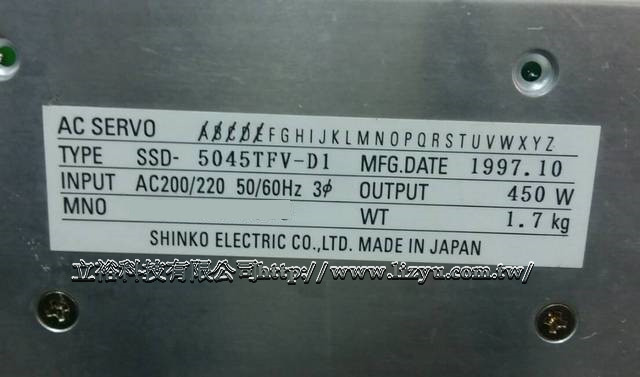 AC SERVO ABCDEFGHIJKLMNOPQRSTUVWXYZ
TYPE SSD- 5045TFV-D1 MFG.DATE 1997.10
INPUT AC200/220 50/60Hz 3ϕ OUTPUT 450 W
MNO WT 1.7 kg
SHINKO ELECTRIC CO.,LTD. MADE IN JAPAN
立裕科技有限公司http://www.lizyu.com.tw/